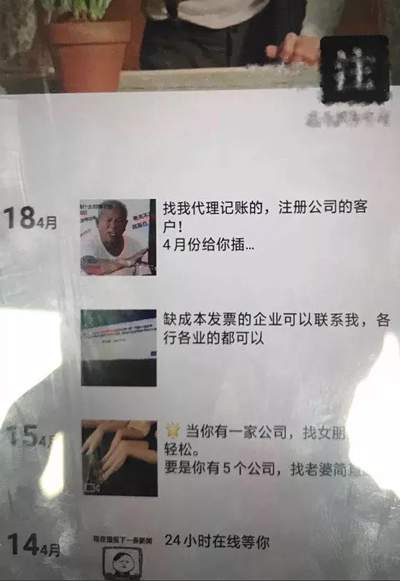 注
18 4月
找我代理记账的，注册公司的客
户！
4月份给你插...
缺成本发票的企业可以联系我，各
行各业的都可以
15 4月
当你有一家公司，找女朋
轻松。
要是你有5个公司，找老婆简
14 4月
24小时在线等你